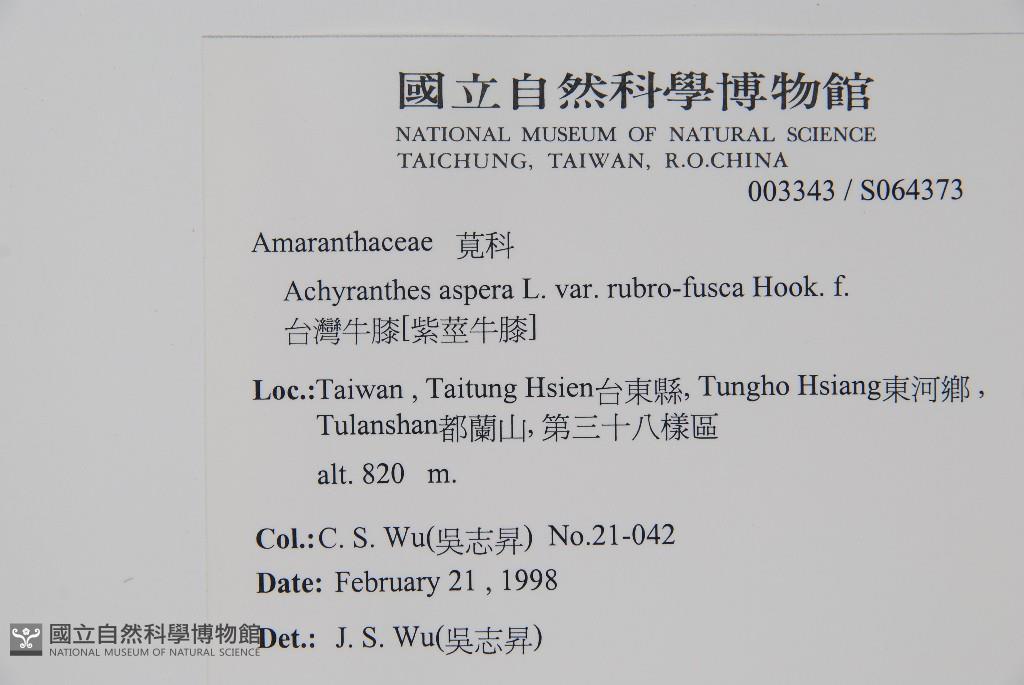 國立自然科學博物館
NATIONAL MUSEUM OF NATURAL SCIENCE
TAICHUNG, TAIWAN, R.O.CHINA
003343 / S064373
Amaranthaceae 莧科
Achyranthes aspera L. var. rubro-fusca Hook. f.
台灣牛膝[紫莖牛膝]
Loc.:Taiwan , Taitung Hsien台東縣, Tungho Hsiang東河鄉 ,
Tulanshan都蘭山, 第三十八樣區
alt. 820 m.
Col.:C. S. Wu(吳志昇) No.21-042
Date: February 21 , 1998
Det.: J. S. Wu(吳志昇)
國立自然科學博物館
NATIONAL MUSEUM OF NATURAL SCIENCE